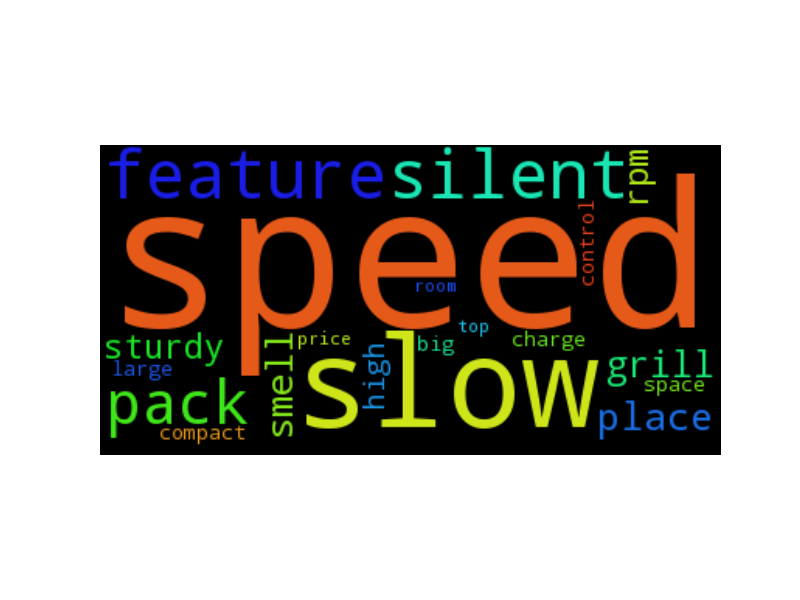 feature silent rpm
speed
control
room
top
sturdy smell price big charge
large high slow grill
pack space
compact place